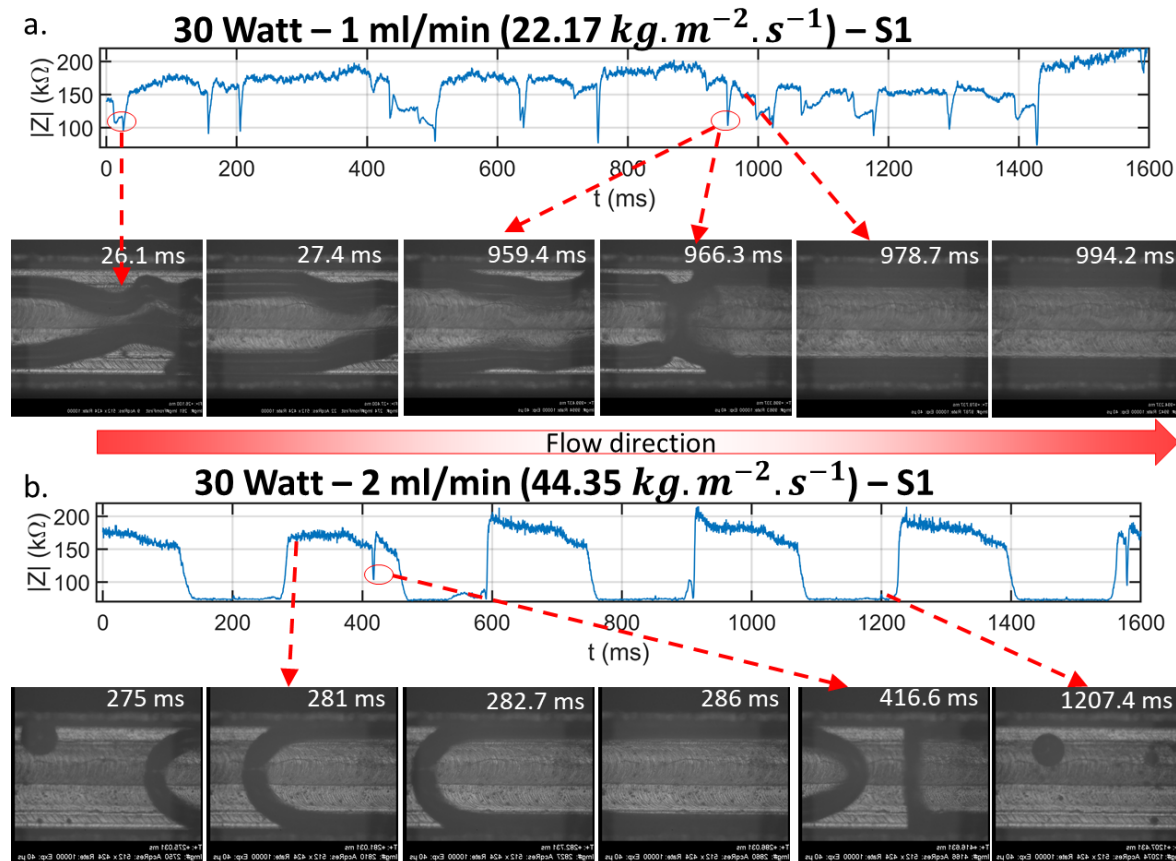 a.
30 Watt – 1 ml/min (22.17 kg.m⁻².s⁻¹) – S1
|Z| (kΩ)
200
150
100
0 200 400 600 800 1000 1200 1400 1600
t (ms)
26.1 ms 27.4 ms 959.4 ms 966.3 ms 978.7 ms 994.2 ms
Flow direction
b.
30 Watt – 2 ml/min (44.35 kg.m⁻².s⁻¹) – S1
|Z| (kΩ)
200
150
100
0 200 400 600 800 1000 1200 1400 1600
t (ms)
275 ms 281 ms 282.7 ms 286 ms 416.6 ms 1207.4 ms